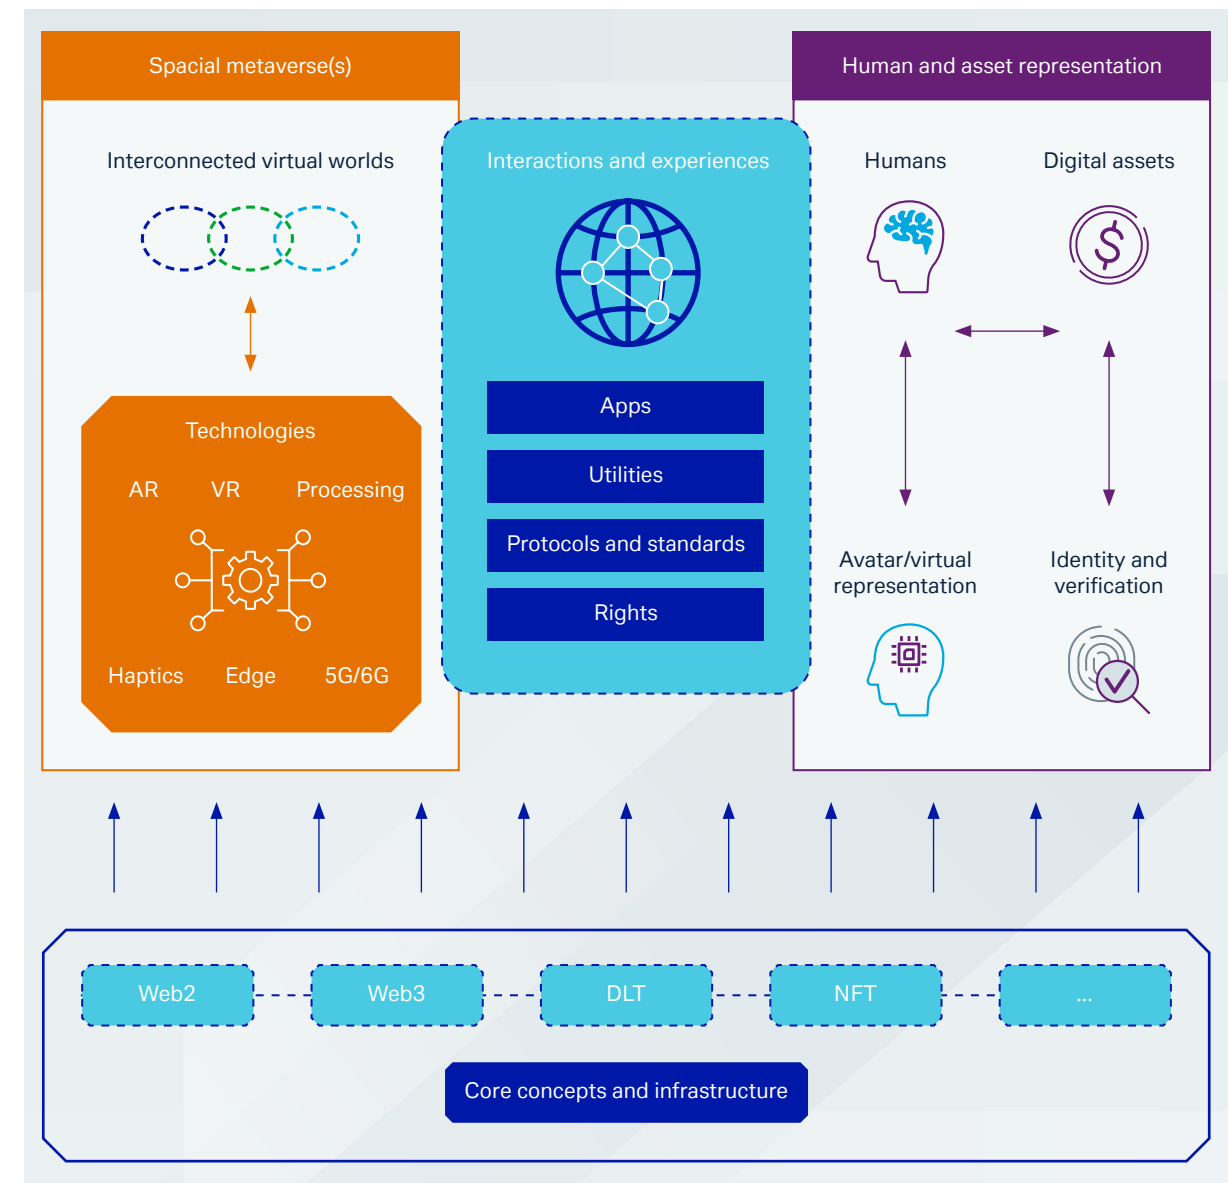 Spacial metaverse(s)
Interconnected virtual worlds
Technologies
AR VR Processing
Haptics Edge 5G/6G
Interactions and experiences
Apps
Utilities
Protocols and standards
Rights
Human and asset representation
Humans Digital assets
$
Avatar/virtual
representation
Identity and
verification
Web2 Web3 DLT NFT ...
Core concepts and infrastructure